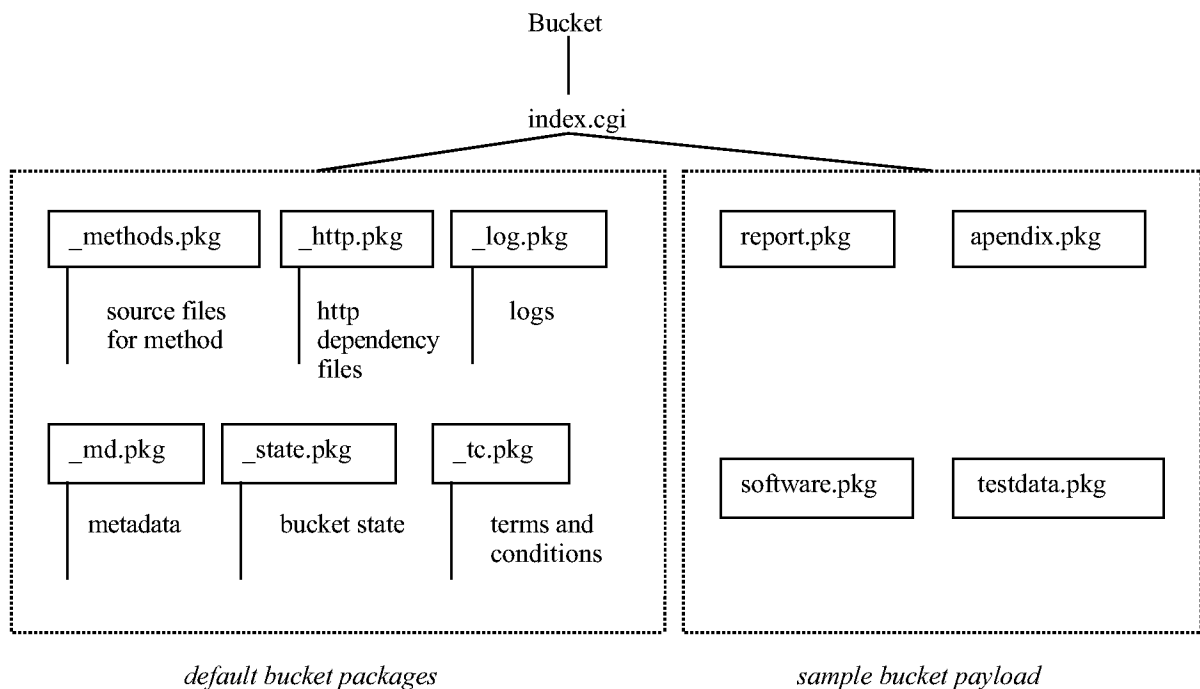 Bucket
index.cgi
_methods.pkg
_http.pkg
_log.pkg
source files
for method
http
dependency
files
logs
_md.pkg
_state.pkg
_tc.pkg
metadata
bucket state
terms and
conditions
default bucket packages
report.pkg
apendix.pkg
software.pkg
testdata.pkg
sample bucket payload